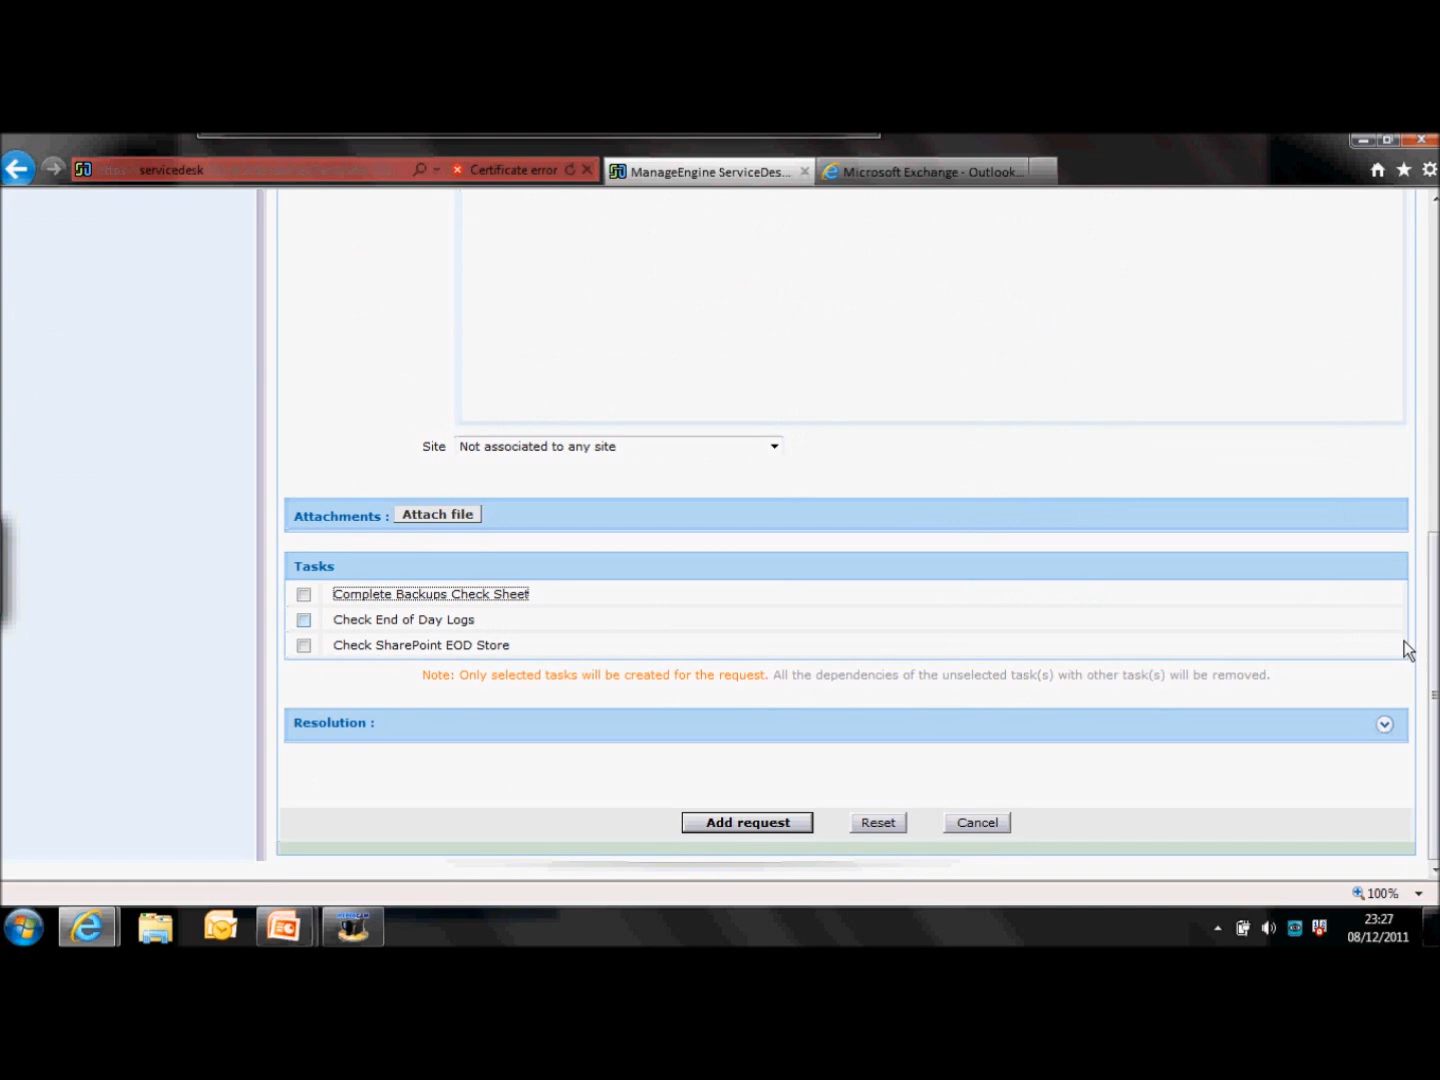 servicedesk
Certificate error
ManageEngine ServiceDes...
Microsoft Exchange - Outlook...
Site
Not associated to any site
Attachments :
Attach file
Tasks
Complete Backups Check Sheet
Check End of Day Logs
Check SharePoint EOD Store
Note: Only selected tasks will be created for the request. All the dependencies of the unselected task(s) with other task(s) will be removed.
Resolution :
Add request
Reset
Cancel
100%
23:27
08/12/2011